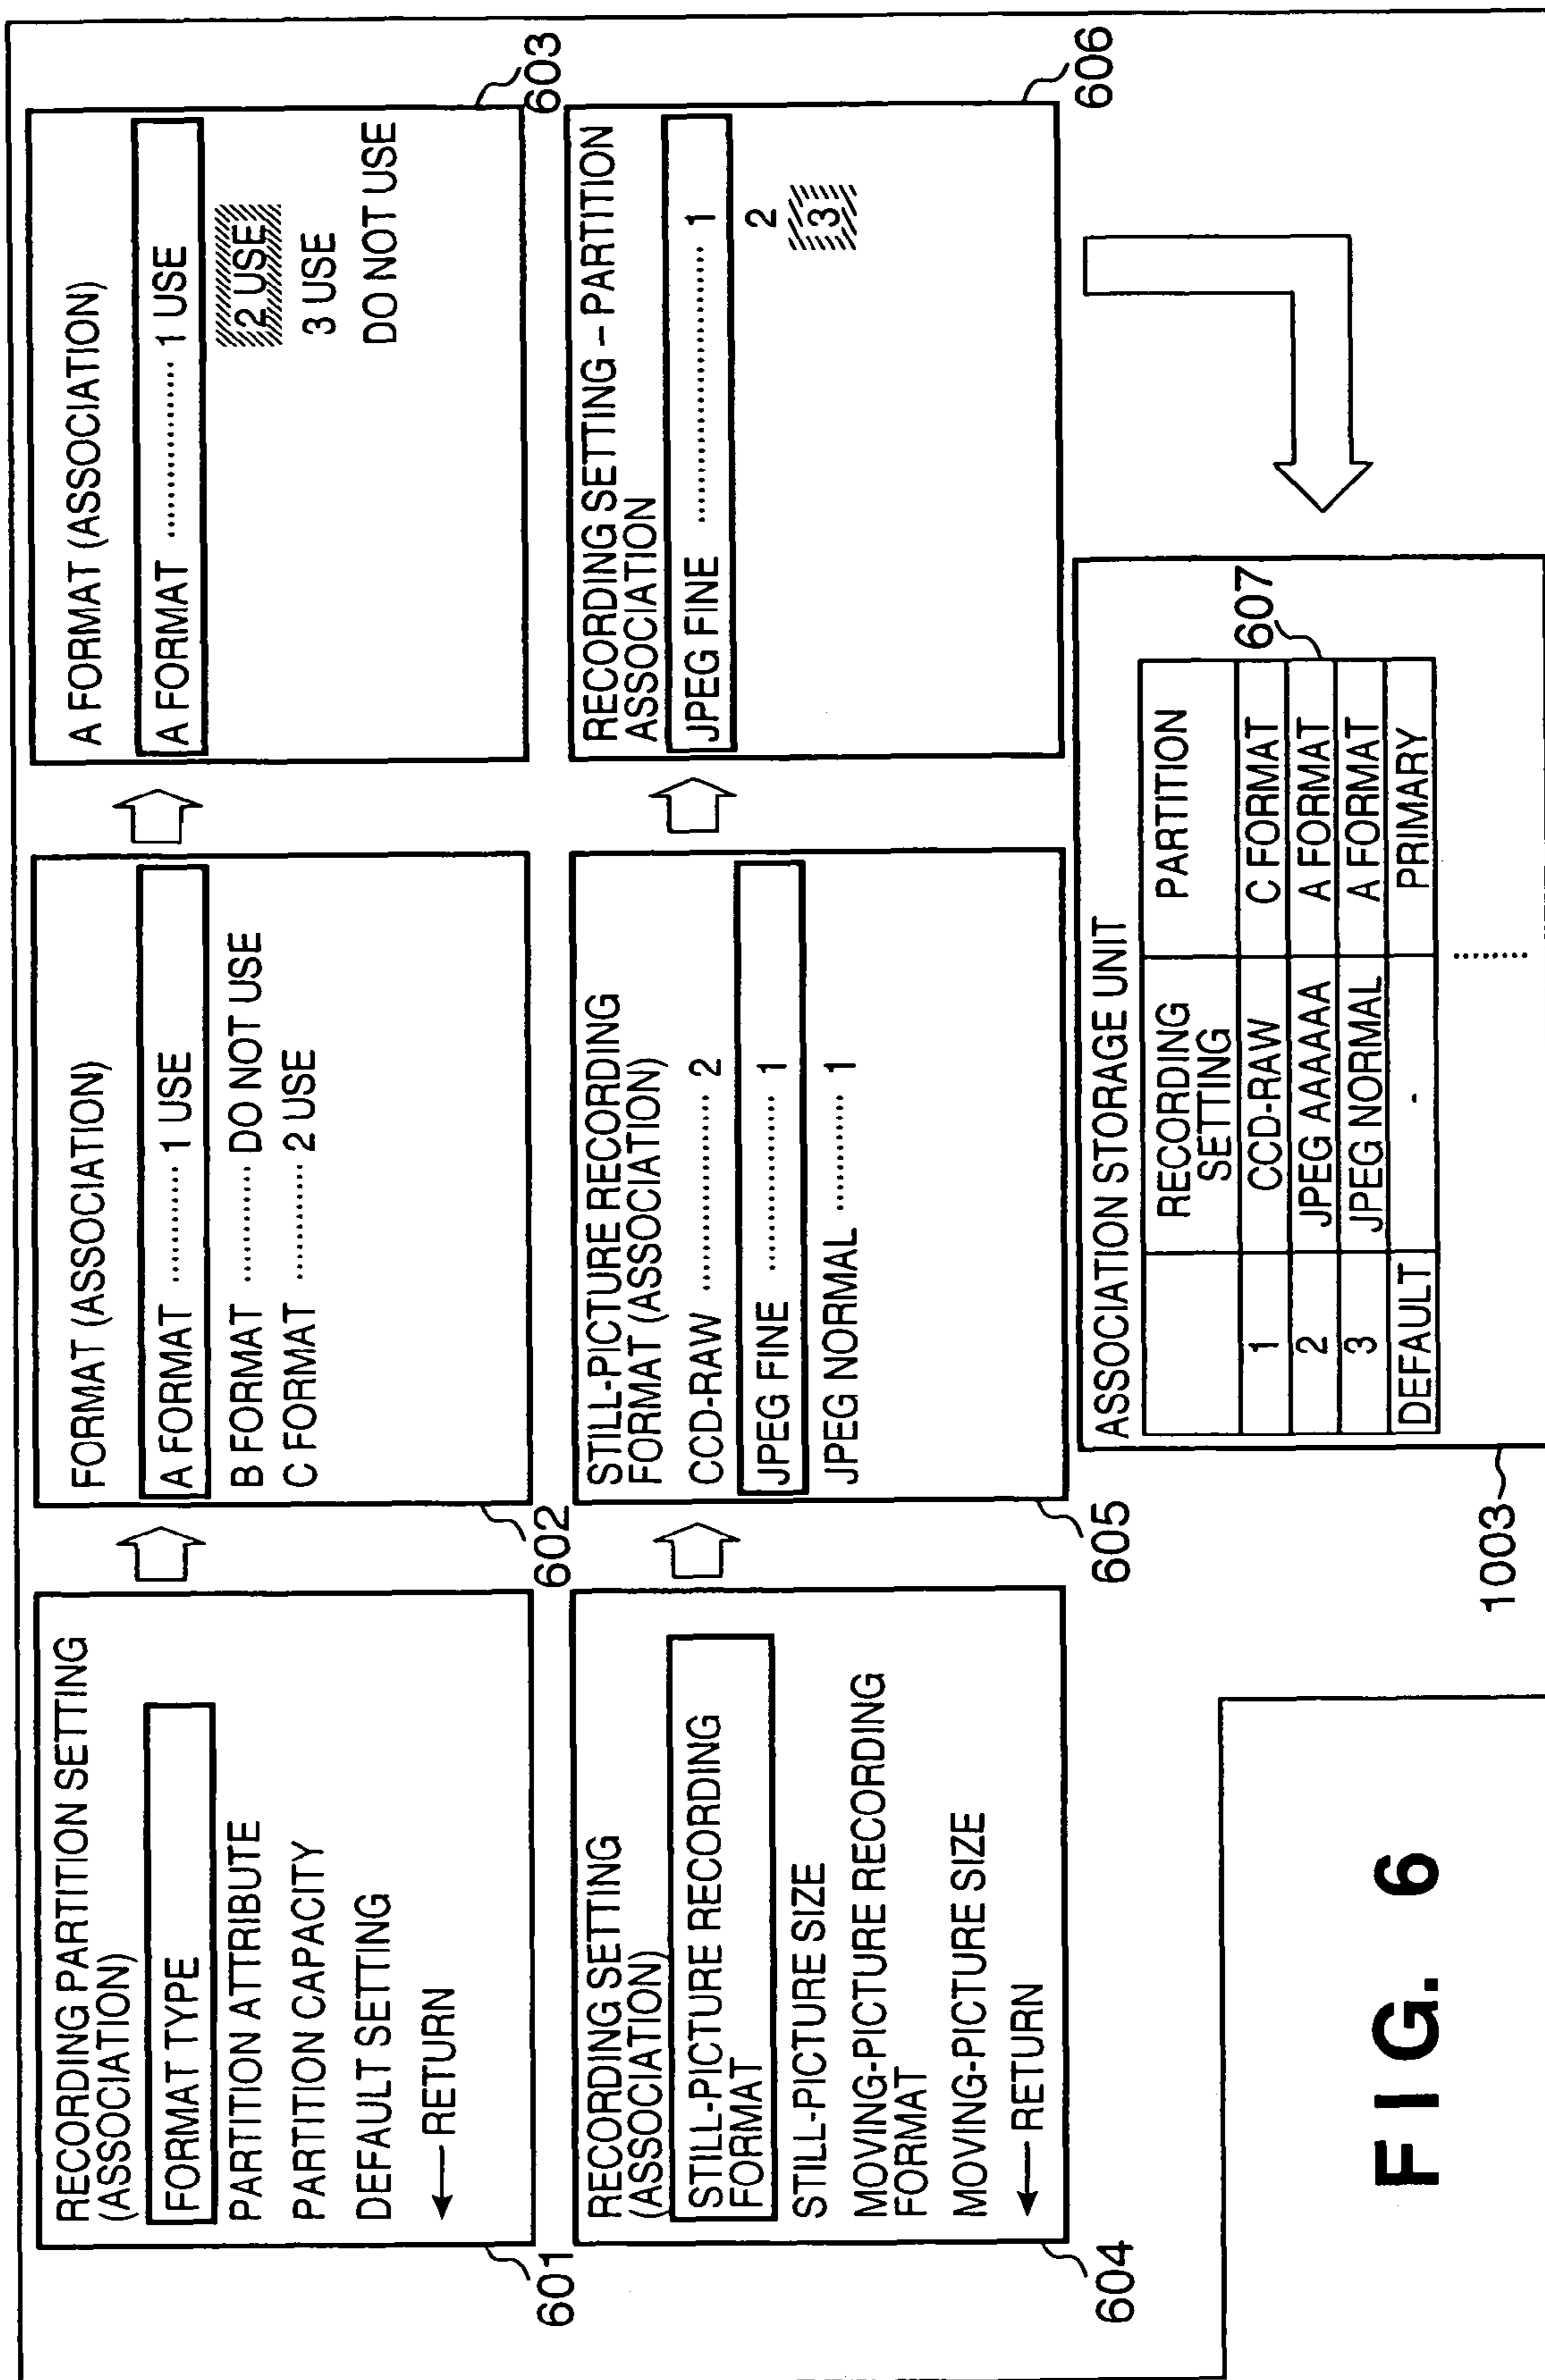 RECORDING PARTITION SETTING
(ASSOCIATION)
FORMAT TYPE
PARTITION ATTRIBUTE
PARTITION CAPACITY
DEFAULT SETTING
← RETURN
601
FORMAT (ASSOCIATION)
A FORMAT ........... 1 USE
B FORMAT ........... DO NOT USE
C FORMAT ........... 2 USE
602
A FORMAT (ASSOCIATION)
A FORMAT ................ 1 USE
2 USE
3 USE
DO NOT USE
603
RECORDING SETTING
(ASSOCIATION)
STILL-PICTURE RECORDING
FORMAT
STILL-PICTURE SIZE
MOVING-PICTURE RECORDING
FORMAT
MOVING-PICTURE SIZE
← RETURN
604
STILL-PICTURE RECORDING
FORMAT (ASSOCIATION)
CCD-RAW .................... 2
JPEG FINE .................. 1
JPEG NORMAL ........... 1
605
RECORDING SETTING – PARTITION
ASSOCIATION
JPEG FINE ............................ 1
2
3
606
ASSOCIATION STORAGE UNIT
RECORDING SETTING PARTITION
1 CCD-RAW C FORMAT
2 JPEG AAAAAA A FORMAT
3 JPEG NORMAL A FORMAT
DEFAULT - PRIMARY
607
1003
FIG. 6